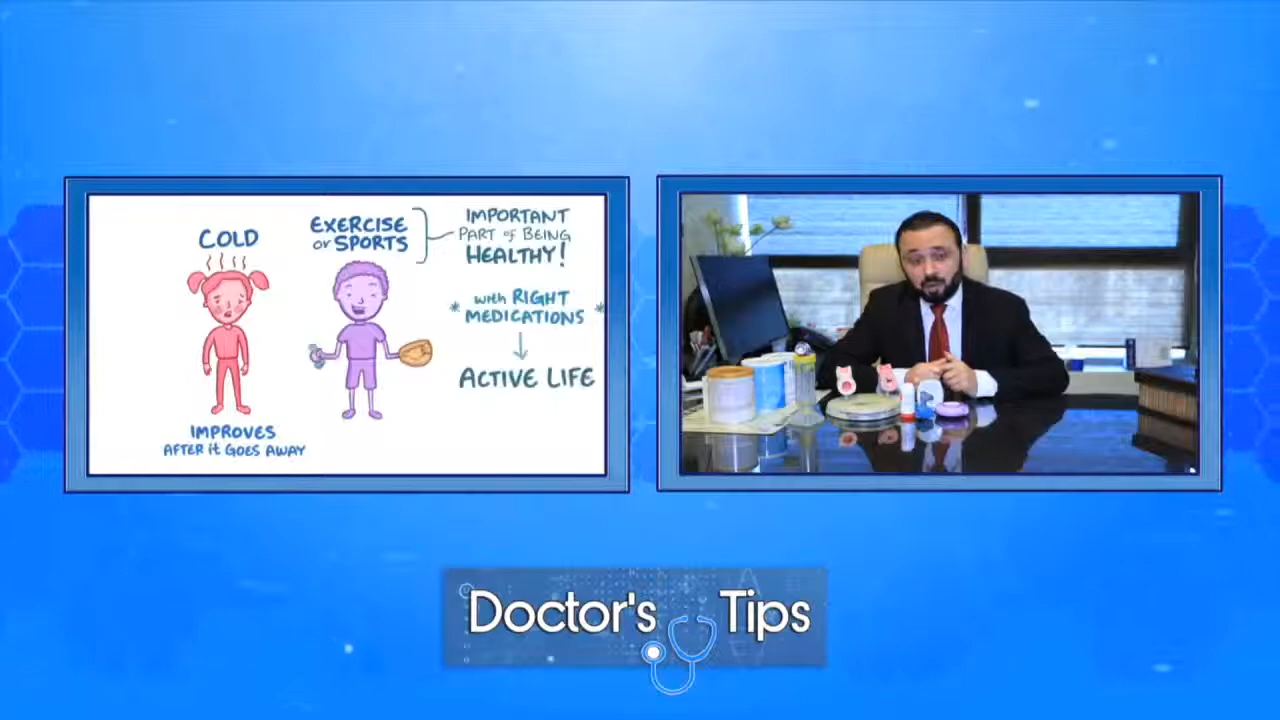 COLD
IMPROVES
AFTER iT GOES AWAY
EXERCISE
or SPORTS
IMPORTANT
PART of BEING
HEALTHY!
* with RIGHT *
MEDICATIONS
ACTIVE LIFE
Doctor's Tips